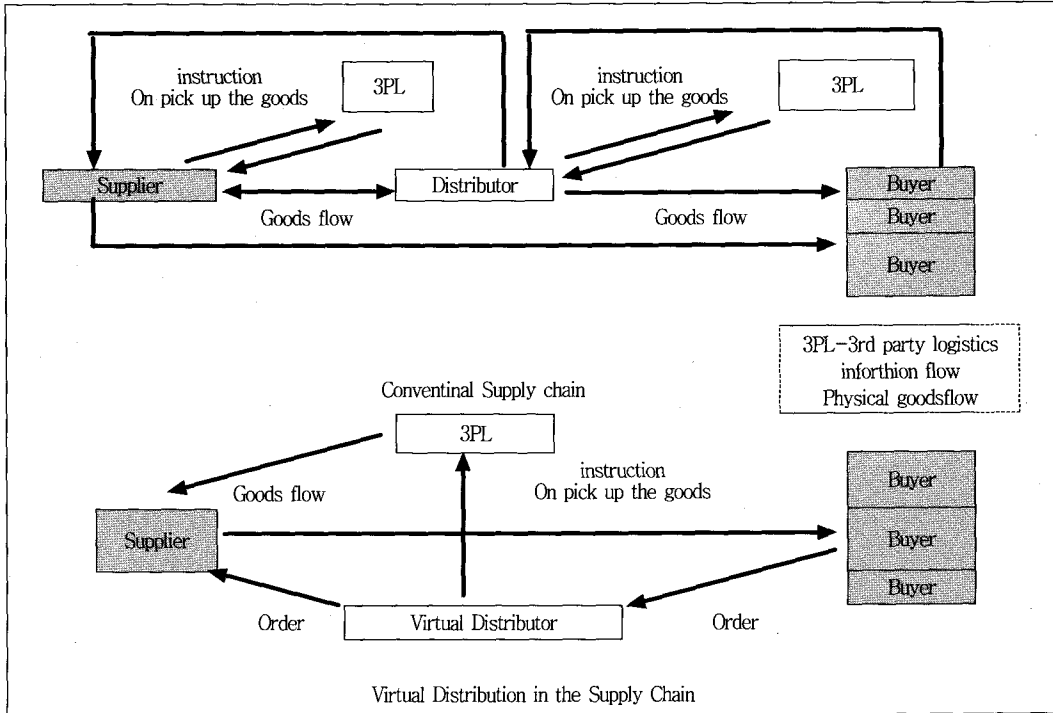 instruction
On pick up the goods
3PL
instruction
On pick up the goods
3PL
Supplier
Distributor
Buyer
Goods flow
Goods flow
Buyer
Buyer
3PL-3rd party logistics
inforthion flow
Physical goodsflow
Conventinal Supply chain
3PL
Goods flow
instruction
On pick up the goods
Buyer
Supplier
Buyer
Buyer
Order
Virtual Distributor
Order
Virtual Distribution in the Supply Chain